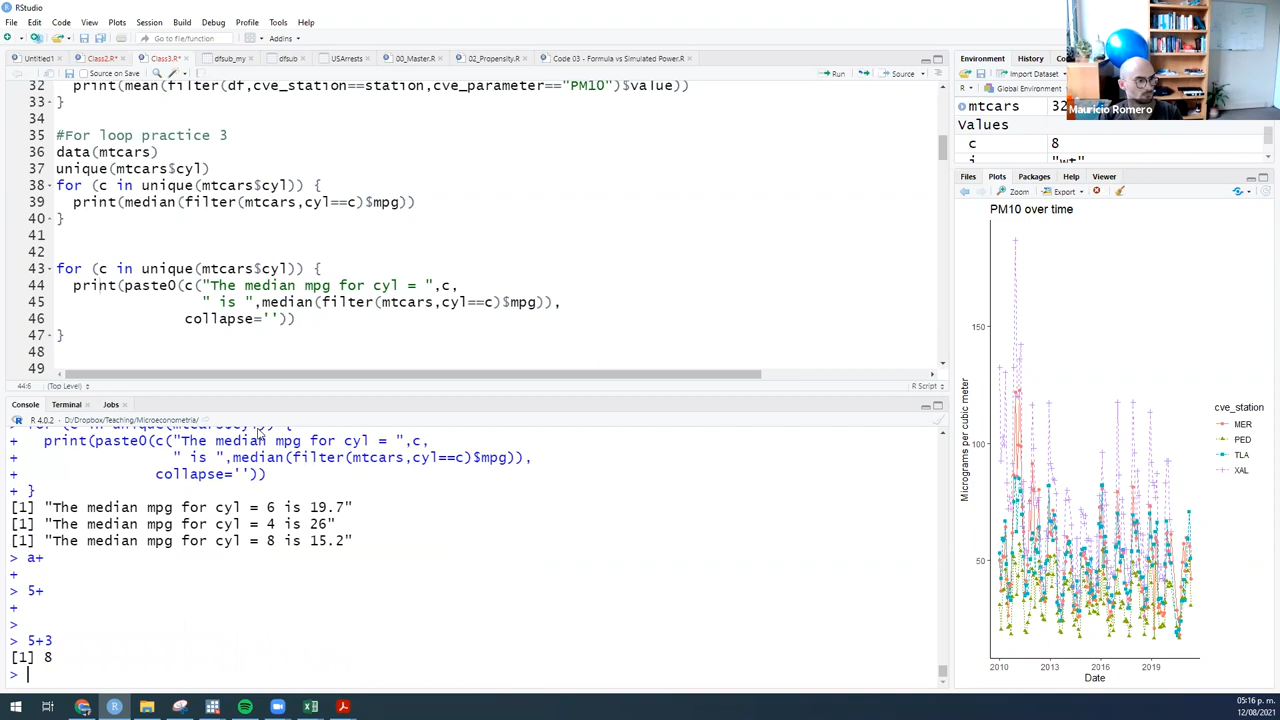 RStudio
File Edit Code View Plots Session Build Debug Profile Tools Help
Go to file/function Addins
Untitled1 Class2.R* Class3.R* dfsub_my dfsub USArrests 00_Master.R 02_Propensity.R Code 03 - Formula vs Simulated Power.R
Source on Save Run Source
32 print(mean(filter(df,cve_station==station,cve_parameter=="PM10")$value))
33 }
34
35 #For loop practice 3
36 data(mtcars)
37 unique(mtcars$cyl)
38 for (c in unique(mtcars$cyl)) {
39 print(median(filter(mtcars,cyl==c)$mpg))
40 }
41
42
43 for (c in unique(mtcars$cyl)) {
44 print(paste0(c("The median mpg for cyl = ",c,
45 " is ",median(filter(mtcars,cyl==c)$mpg)),
46 collapse=''))
47 }
48
49
44:6 (Top Level) R Script
Console Terminal Jobs
R 4.0.2 · D:/Dropbox/Teaching/Microeconometria/
+ print(paste0(c("The median mpg for cyl = ",c,
+ " is ",median(filter(mtcars,cyl==c)$mpg)),
+ collapse=''))
+ }
[1] "The median mpg for cyl = 6 is 19.7"
[1] "The median mpg for cyl = 4 is 26"
[1] "The median mpg for cyl = 8 is 15.2"
> a+
+
> 5+
+
>
> 5+3
[1] 8
>
Environment History
Import Dataset
R Global Environment
mtcars 32
Values
c 8
i "wt"
Mauricio Romero
Files Plots Packages Help Viewer
Zoom Export
PM10 over time
Micrograms per cubic meter
150
100
50
2010 2013 2016 2019
Date
cve_station
MER
PED
TLA
XAL
05:16 p. m.
12/08/2021